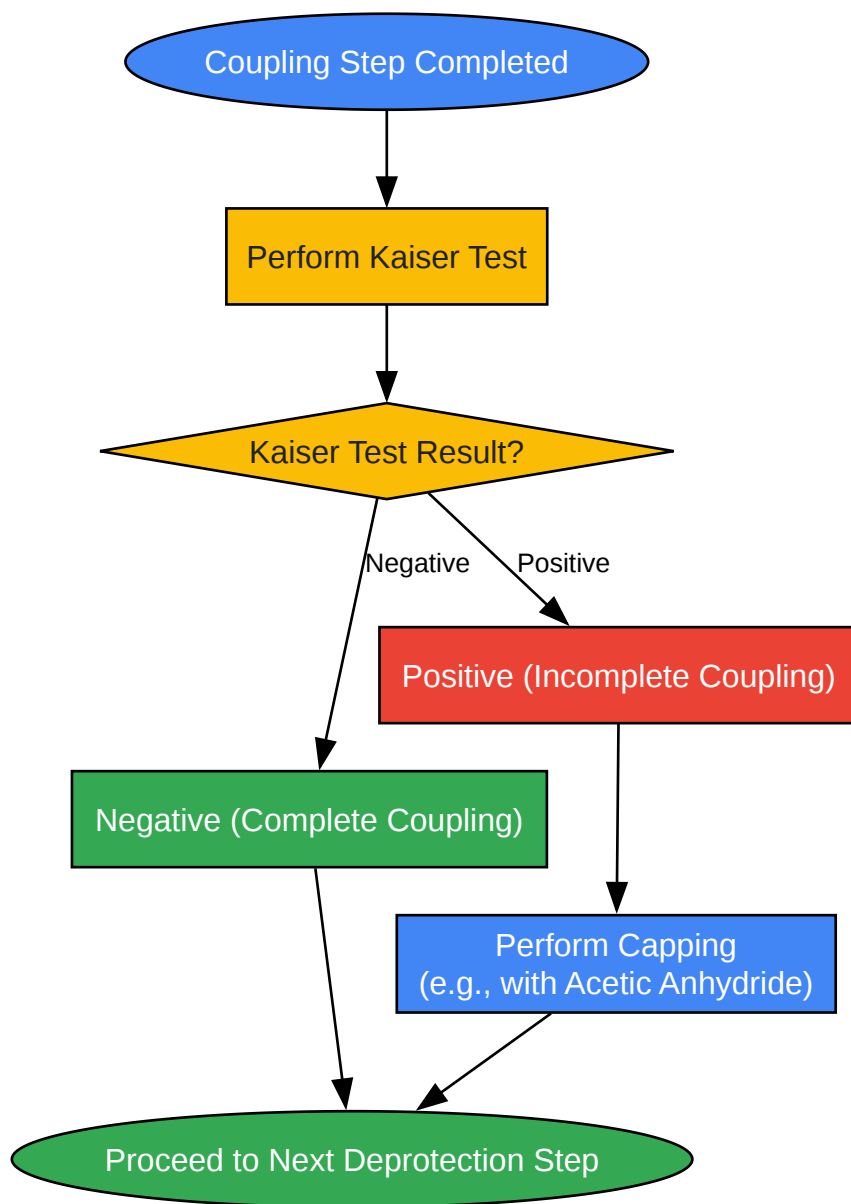 Coupling Step Completed
Perform Kaiser Test
Kaiser Test Result?
Negative
Positive
Positive (Incomplete Coupling)
Negative (Complete Coupling)
Perform Capping
(e.g., with Acetic Anhydride)
Proceed to Next Deprotection Step